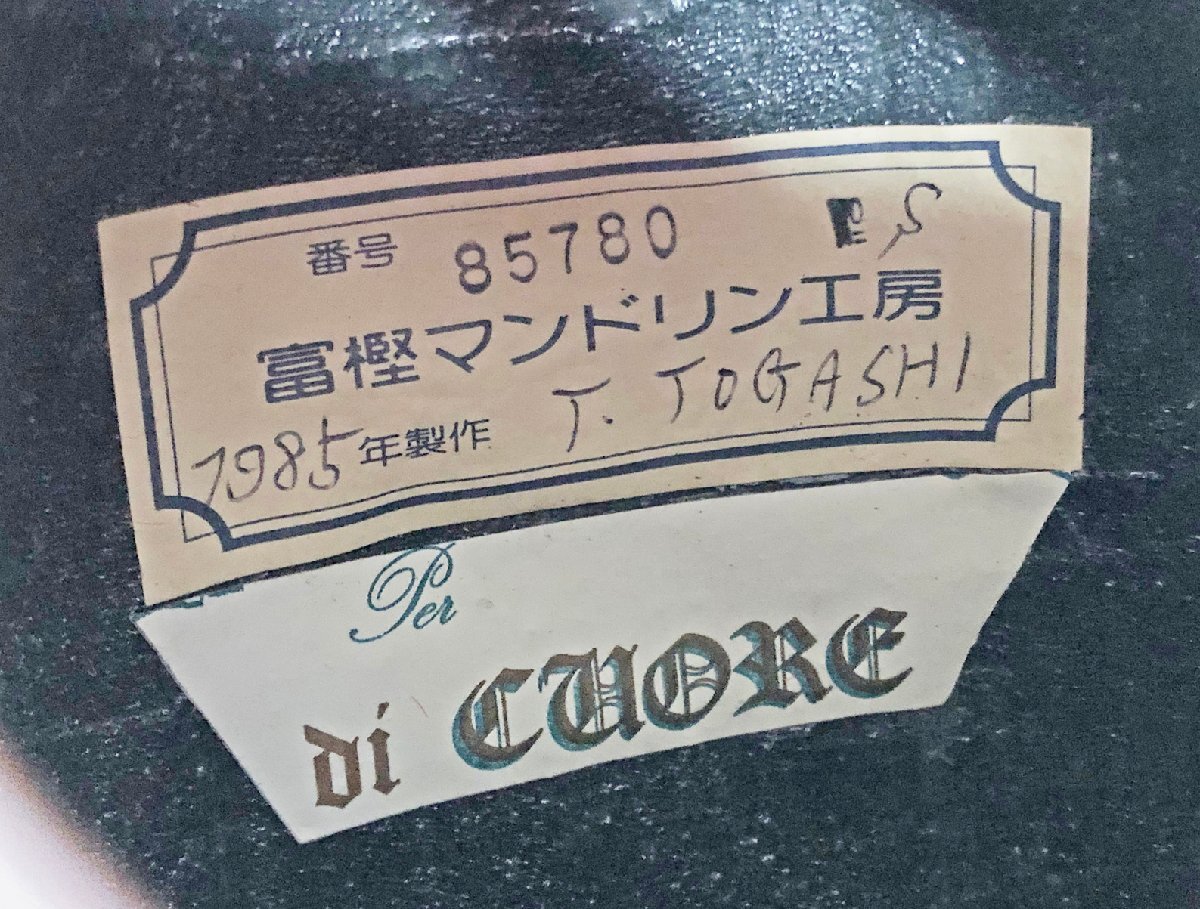 番号 85780
富樫マンドリン工房
1985年製作 T. TOGASHI
Per
di CUORE